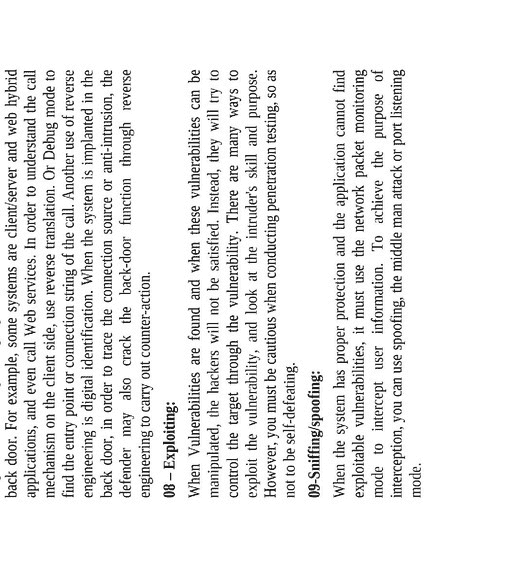 back door. For example, some systems are client/server and web hybrid
applications, and even call Web services. In order to understand the call
mechanism on the client side, use reverse translation. Or Debug mode to
find the entry point or connection string of the call. Another use of reverse
engineering is digital identification. When the system is implanted in the
back door, in order to trace the connection source or anti-intrusion, the
defender may also crack the back-door function through reverse
engineering to carry out counter-action.
08 – Exploiting:
When Vulnerabilities are found and when these vulnerabilities can be
manipulated, the hackers will not be satisfied. Instead, they will try to
control the target through the vulnerability. There are many ways to
exploit the vulnerability, and look at the intruder's skill and purpose.
However, you must be cautious when conducting penetration testing, so as
not to be self-defeating.
09-Sniffing/spoofing:
When the system has proper protection and the application cannot find
exploitable vulnerabilities, it must use the network packet monitoring
mode to intercept user information. To achieve the purpose of
interception, you can use spoofing, the middle man attack or port listening
mode.